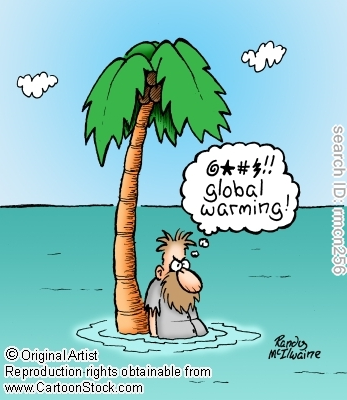 @*#$!!
global
warming!
search ID: rmcn256
Randy
McIlwaine
© Original Artist
Reproduction rights obtainable from
www.CartoonStock.com